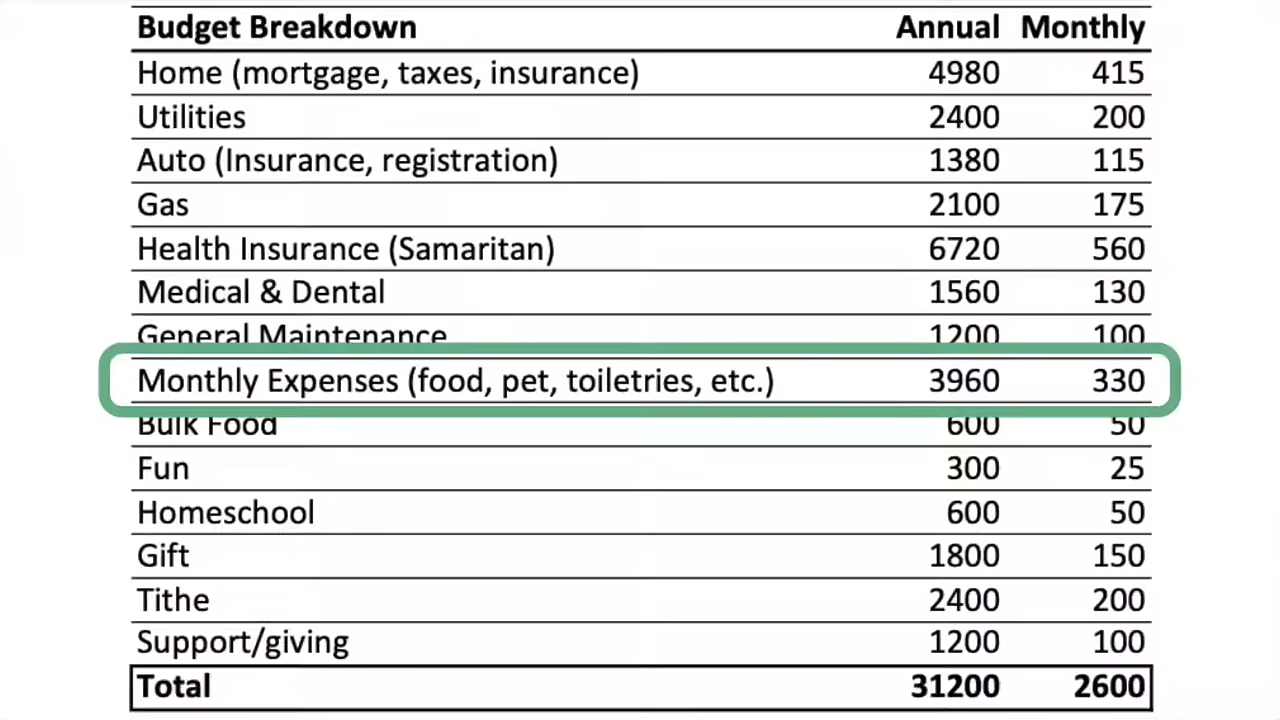 Budget Breakdown Annual Monthly
Home (mortgage, taxes, insurance) 4980 415
Utilities 2400 200
Auto (Insurance, registration) 1380 115
Gas 2100 175
Health Insurance (Samaritan) 6720 560
Medical & Dental 1560 130
General Maintenance 1200 100
Monthly Expenses (food, pet, toiletries, etc.) 3960 330
Bulk Food 600 50
Fun 300 25
Homeschool 600 50
Gift 1800 150
Tithe 2400 200
Support/giving 1200 100
Total 31200 2600